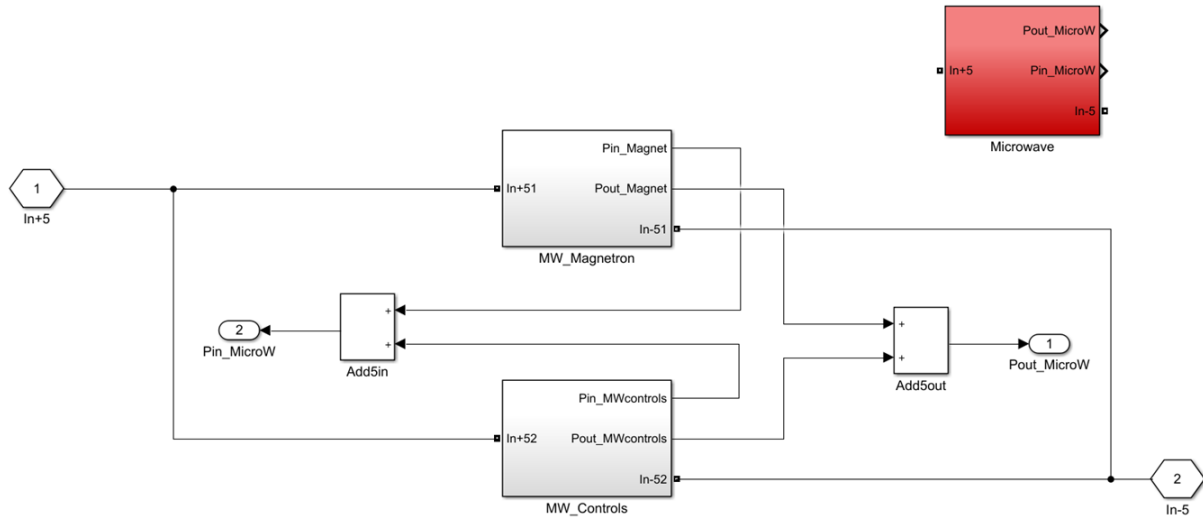 Pout_MicroW
In+5
Pin_MicroW
In-5
Microwave
Pin_Magnet
1
In+51
Pout_Magnet
In+5
In-51
MW_Magnetron
+
2
+
+
1
Pin_MicroW
+
Pout_MicroW
Add5in
Add5out
Pin_MWcontrols
In+52
Pout_MWcontrols
In-52
2
MW_Controls
In-5